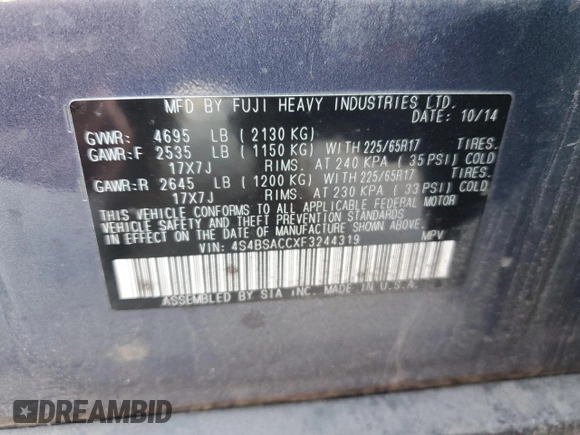 MFD BY FUJI HEAVY INDUSTRIES LTD.
DATE: 10/14
GVWR: 4695 LB ( 2130 KG)
GAWR:F 2535 LB ( 1150 KG) WITH 225/65R17 TIRES.
17X7J RIMS. AT 240 KPA ( 35 PSI) COLD
GAWR:R 2645 LB ( 1200 KG) WITH 225/65R17 TIRES.
17X7J RIMS. AT 230 KPA ( 33 PSI) COLD
THIS VEHICLE CONFORMS TO ALL APPLICABLE FEDERAL MOTOR
VEHICLE SAFETY AND THEFT PREVENTION STANDARDS
IN EFFECT ON THE DATE OF MANUFACTURE SHOWN ABOVE.
VIN: 4S4BSACCXF3244319 MPV
ASSEMBLED BY SIA INC. MADE IN U.S.A.
DREAMBID